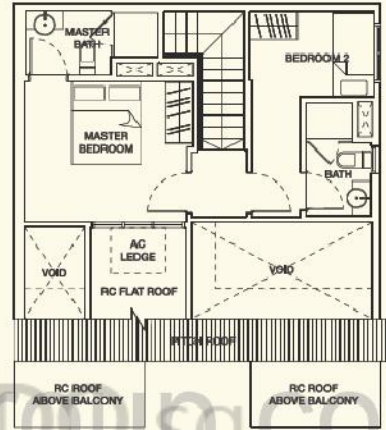 MASTER
BATH
BEDROOM 2
MASTER
BEDROOM
BATH
A/C
LEDGE
VOID
VOID
RC FLAT ROOF
PITCH ROOF
RC ROOF
ABOVE BALCONY
RC ROOF
ABOVE BALCONY